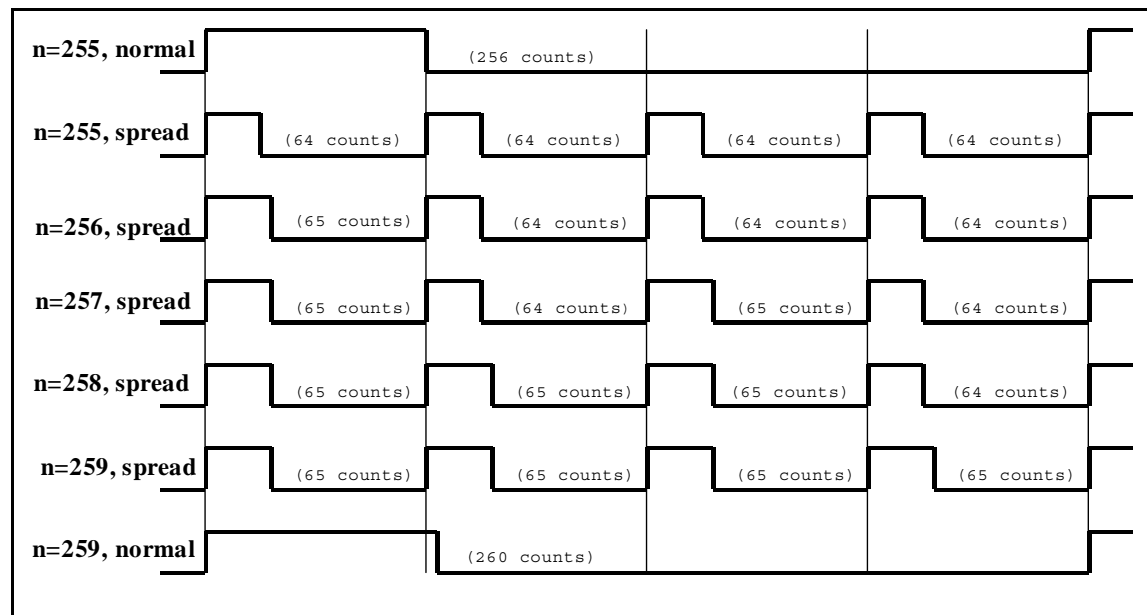 n=255, normal (256 counts)
n=255, spread (64 counts) (64 counts) (64 counts) (64 counts)
n=256, spread (65 counts) (64 counts) (64 counts) (64 counts)
n=257, spread (65 counts) (64 counts) (65 counts) (64 counts)
n=258, spread (65 counts) (65 counts) (65 counts) (64 counts)
n=259, spread (65 counts) (65 counts) (65 counts) (65 counts)
n=259, normal (260 counts)